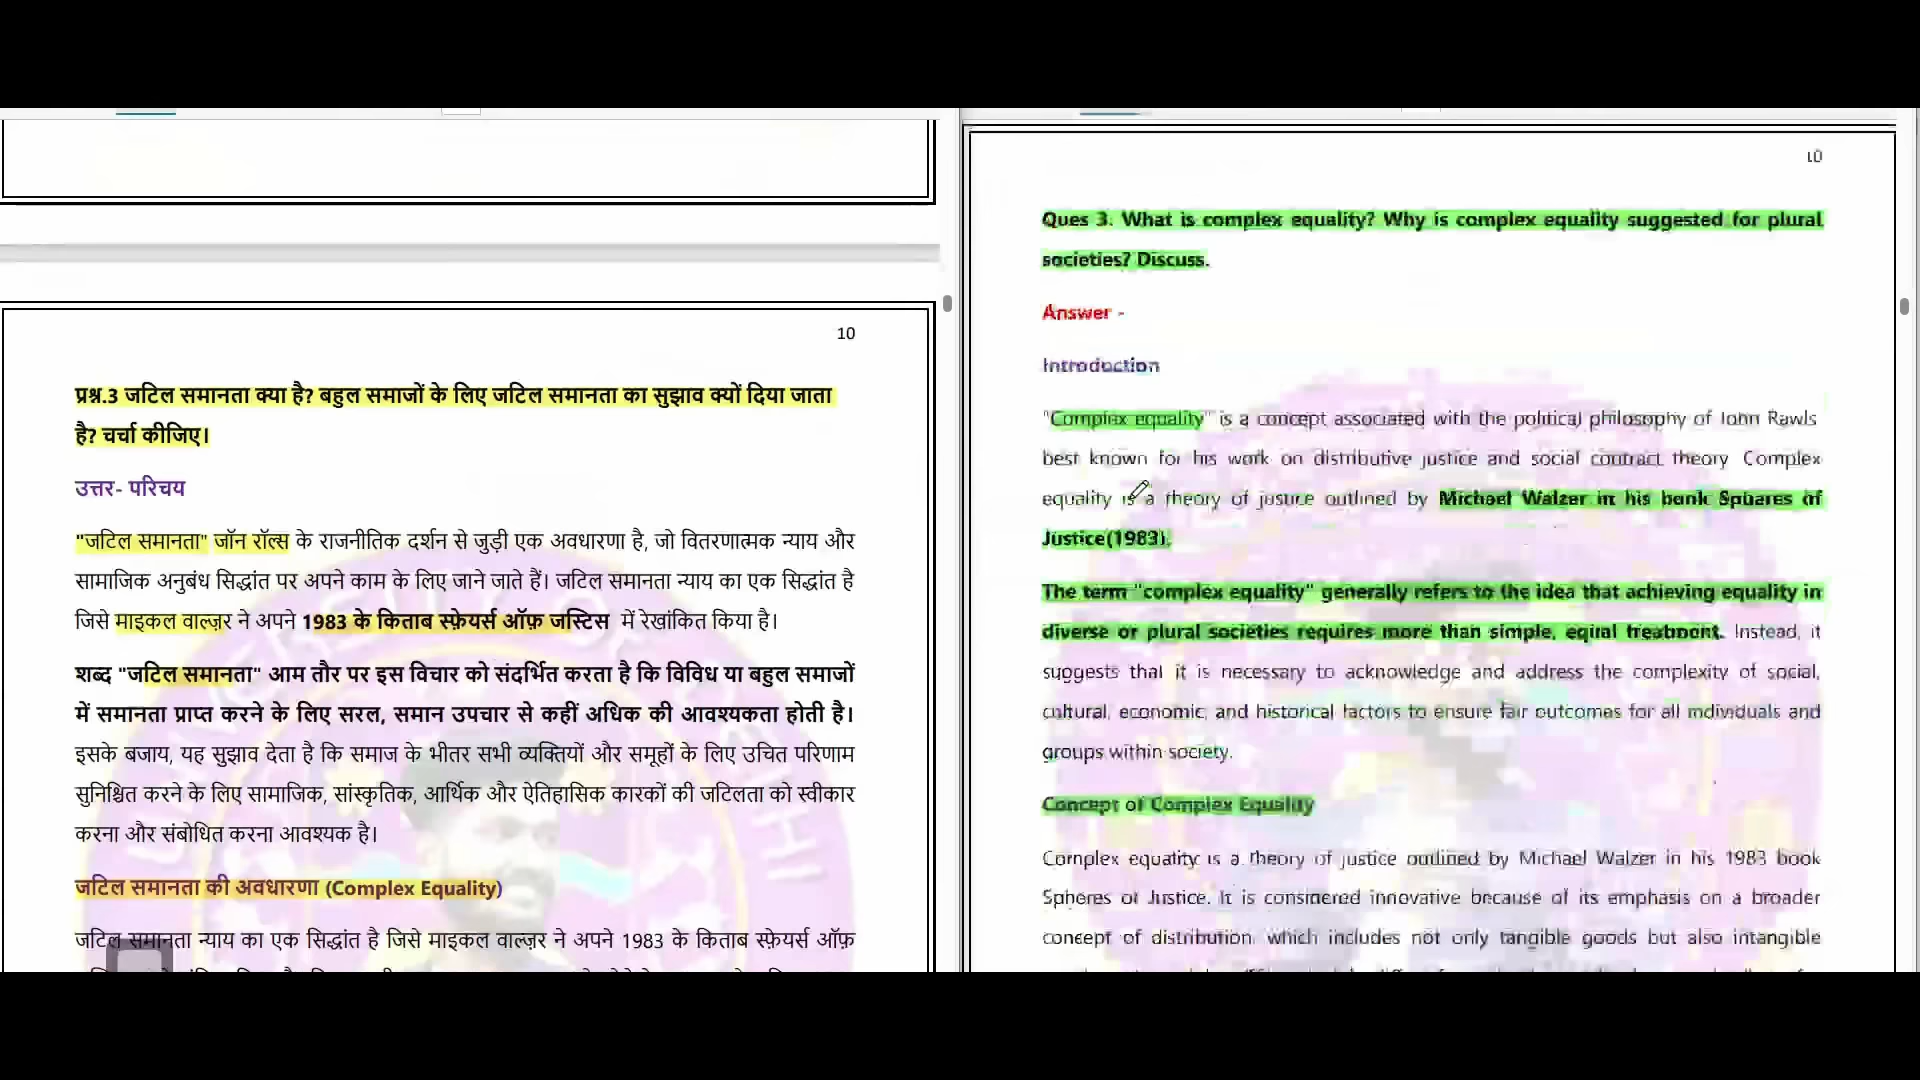 10
प्रश्न.3 जटिल समानता क्या है? बहुल समाजों के लिए जटिल समानता का सुझाव क्यों दिया जाता
है? चर्चा कीजिए।
उत्तर- परिचय
"जटिल समानता" जॉन रॉल्स के राजनीतिक दर्शन से जुड़ी एक अवधारणा है, जो वितरणात्मक न्याय और
सामाजिक अनुबंध सिद्धांत पर अपने काम के लिए जाने जाते हैं। जटिल समानता न्याय का एक सिद्धांत है
जिसे माइकल वाल्ज़र ने अपने 1983 के किताब स्फ़ेयर्स ऑफ़ जस्टिस में रेखांकित किया है।
शब्द "जटिल समानता" आम तौर पर इस विचार को संदर्भित करता है कि विविध या बहुल समाजों
में समानता प्राप्त करने के लिए सरल, समान उपचार से कहीं अधिक की आवश्यकता होती है।
इसके बजाय, यह सुझाव देता है कि समाज के भीतर सभी व्यक्तियों और समूहों के लिए उचित परिणाम
सुनिश्चित करने के लिए सामाजिक, सांस्कृतिक, आर्थिक और ऐतिहासिक कारकों की जटिलता को स्वीकार
करना और संबोधित करना आवश्यक है।
जटिल समानता की अवधारणा (Complex Equality)
जटिल समानता न्याय का एक सिद्धांत है जिसे माइकल वाल्ज़र ने अपने 1983 के किताब स्फ़ेयर्स ऑफ़
10
Ques 3. What is complex equality? Why is complex equality suggested for plural
societies? Discuss.
Answer -
Introduction
"Complex equality" is a concept associated with the political philosophy of John Rawls
best known for his work on distributive justice and social contract theory Complex
equality is a theory of justice outlined by Michael Walzer in his book Spheres of
Justice(1983).
The term "complex equality" generally refers to the idea that achieving equality in
diverse or plural societies requires more than simple, equal treatment. Instead, it
suggests that it is necessary to acknowledge and address the complexity of social,
cultural, economic, and historical factors to ensure fair outcomes for all individuals and
groups within society.
Concept of Complex Equality
Complex equality is a theory of justice outlined by Michael Walzer in his 1983 book
Spheres of Justice. It is considered innovative because of its emphasis on a broader
concept of distribution, which includes not only tangible goods but also intangible